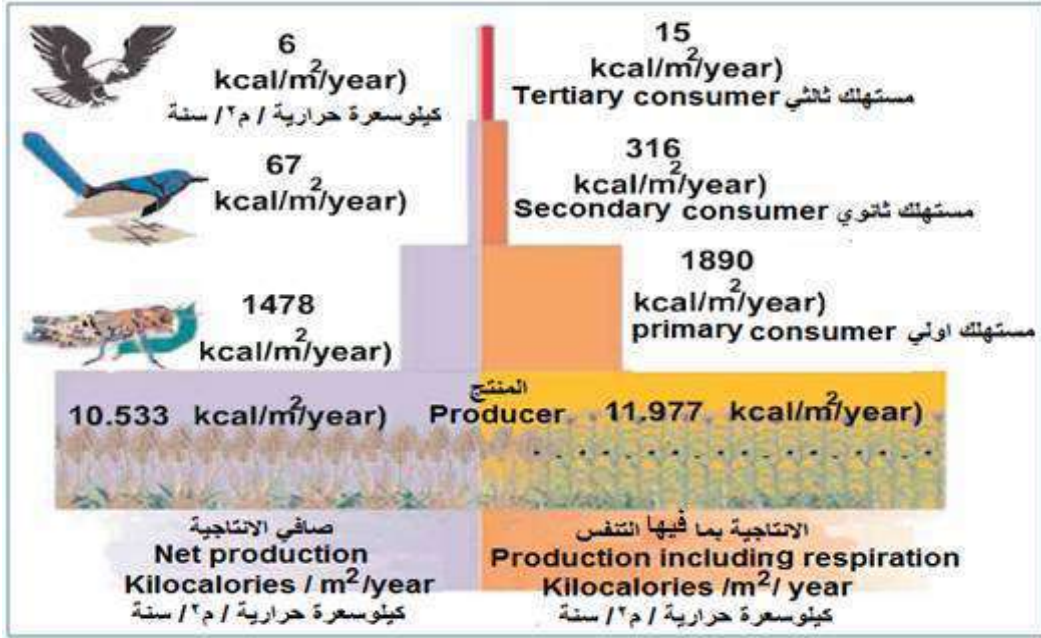 6
kcal/m²/year)
كيلوسعرة حرارية / م٢/ سنة
15
kcal/m²/year)
Tertiary consumer مستهلك ثالثي
67
kcal/m²/year)
316
kcal/m²/year)
Secondary consumer مستهلك ثانوي
1478
kcal/m²/year)
1890
kcal/m²/year)
primary consumer مستهلك اولي
المنتج
10.533 kcal/m²/year) Producer 11.977 kcal/m²/year)
صافي الانتاجية
Net production
Kilocalories / m²/year
كيلوسعرة حرارية / م٢/ سنة
الانتاجية بما فيها التنفس
Production including respiration
Kilocalories /m²/ year
كيلوسعرة حرارية / م٢/ سنة